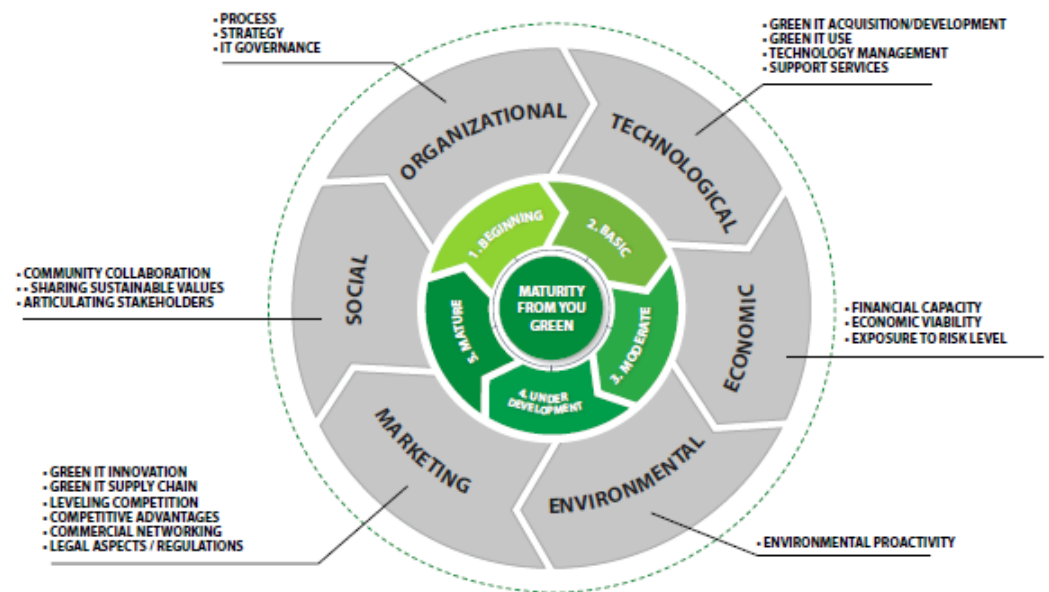 ▪ PROCESS
▪ STRATEGY
▪ IT GOVERNANCE
▪ GREEN IT ACQUISITION/DEVELOPMENT
▪ GREEN IT USE
▪ TECHNOLOGY MANAGEMENT
▪ SUPPORT SERVICES
ORGANIZATIONAL
TECHNOLOGICAL
1. BEGINNING
2. BASIC
▪ COMMUNITY COLLABORATION
▪ ▪ SHARING SUSTAINABLE VALUES
▪ ARTICULATING STAKEHOLDERS
SOCIAL
MATURITY
FROM YOU
GREEN
ECONOMIC
▪ FINANCIAL CAPACITY
▪ ECONOMIC VIABILITY
▪ EXPOSURE TO RISK LEVEL
5. MATURE
3. MODERATE
4. UNDER
DEVELOPMENT
MARKETING
ENVIRONMENTAL
▪ GREEN IT INNOVATION
▪ GREEN IT SUPPLY CHAIN
▪ LEVELING COMPETITION
▪ COMPETITIVE ADVANTAGES
▪ COMMERCIAL NETWORKING
▪ LEGAL ASPECTS / REGULATIONS
▪ ENVIRONMENTAL PROACTIVITY